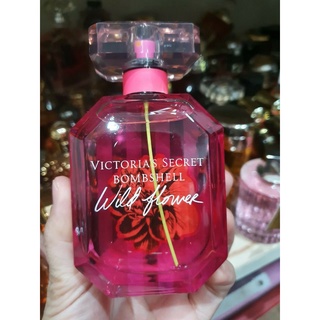 VICTORIA'S SECRET
BOMBSHELL
Wild flower